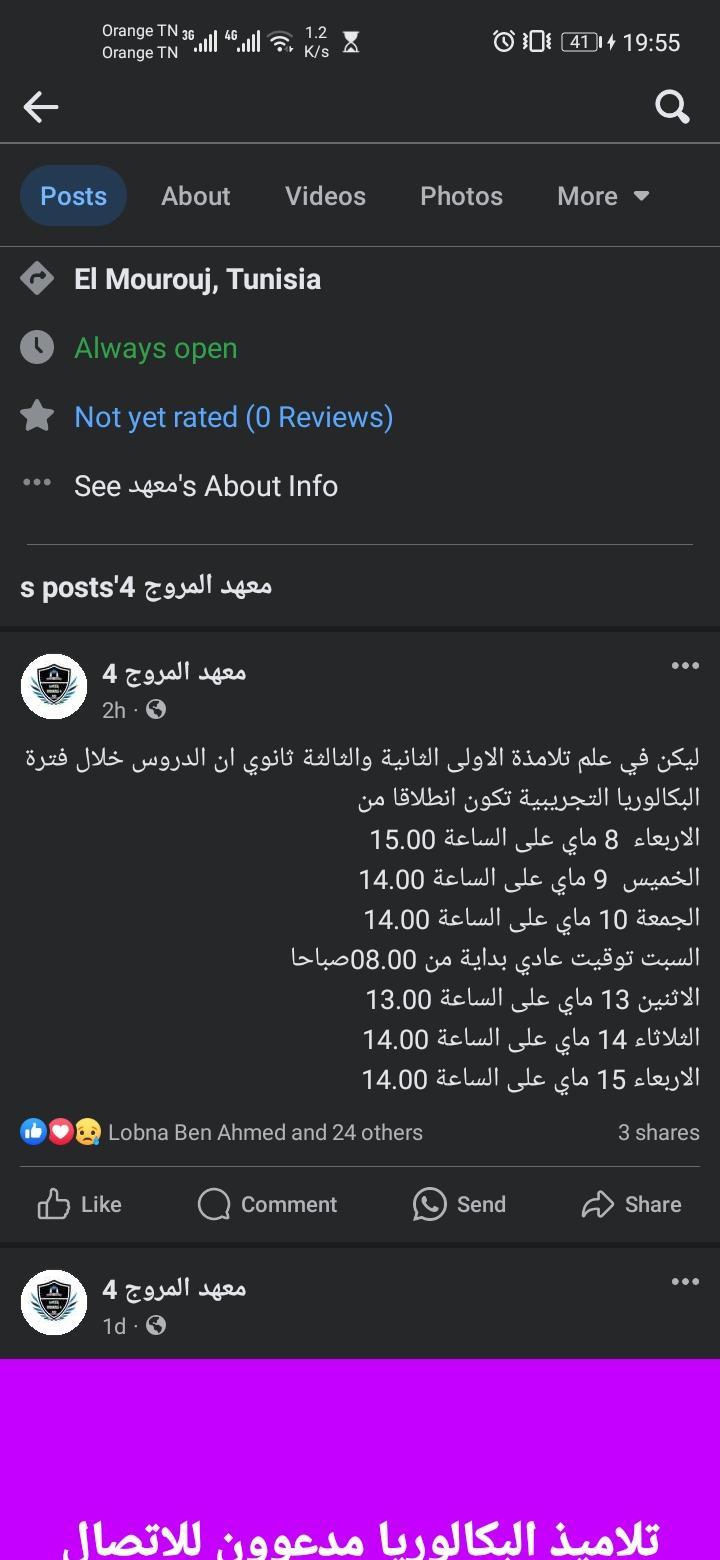 Orange TN 3G 4G 1.2 K/s 41 19:55
Orange TN
Posts About Videos Photos More
El Mourouj, Tunisia
Always open
Not yet rated (0 Reviews)
See معهد's About Info
معهد المروج 4's posts
معهد المروج 4
2h ·
ليكن في علم تلامذة الاولى الثانية والثالثة ثانوي ان الدروس خلال فترة
البكالوريا التجريبية تكون انطلاقا من
الاربعاء 8 ماي على الساعة 15.00
الخميس 9 ماي على الساعة 14.00
الجمعة 10 ماي على الساعة 14.00
السبت توقيت عادي بداية من 08.00صباحا
الاثنين 13 ماي على الساعة 13.00
الثلاثاء 14 ماي على الساعة 14.00
الاربعاء 15 ماي على الساعة 14.00
Lobna Ben Ahmed and 24 others 3 shares
Like Comment Send Share
معهد المروج 4
1d ·
تلاميذ البكالوريا مدعوون للاتصال